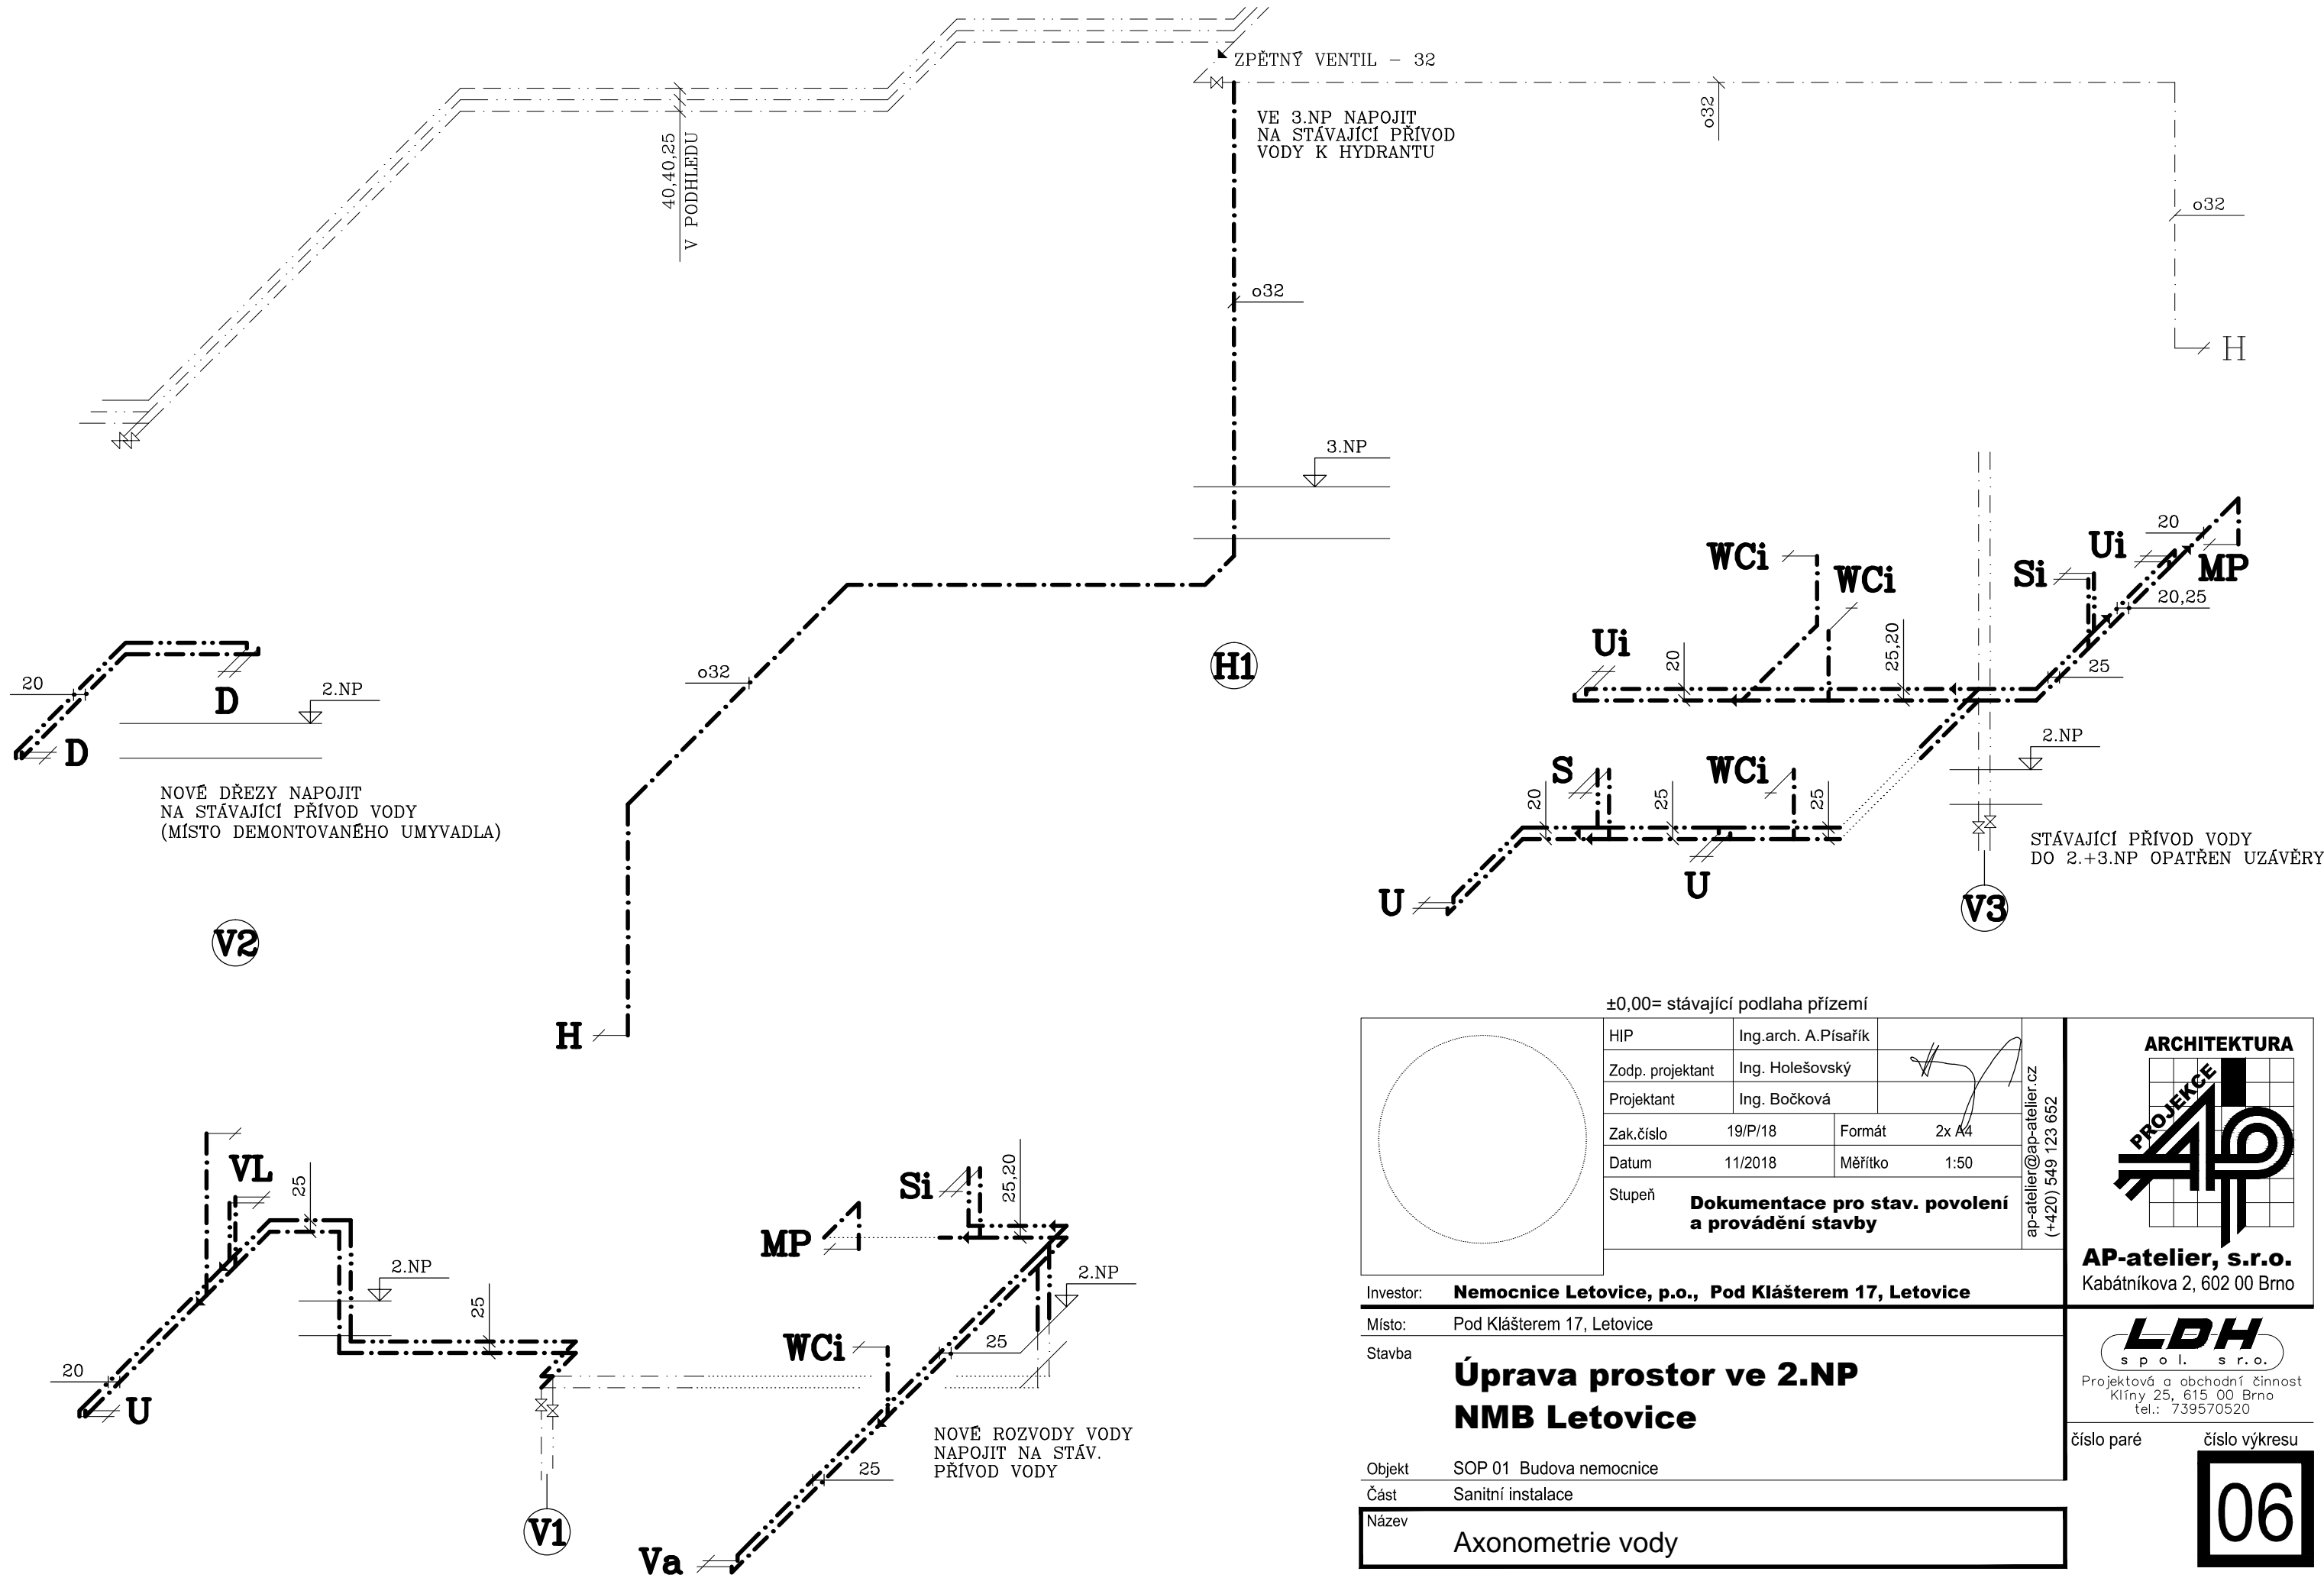 ZPĚTNÝ VENTIL - 32
VE 3.NP NAPOJIT
NA STÁVAJÍCÍ PŘÍVOD
VODY K HYDRANTU
o32
40,40,25
V PODHLEDU
o32
H
o32
3.NP
o32
H1
H
20
D
2.NP
D
NOVÉ DŘEZY NAPOJIT
NA STÁVAJÍCÍ PŘÍVOD VODY
(MÍSTO DEMONTOVANÉHO UMYVADLA)
V2
WCi
WCi
Ui
20
25,20
Si
Ui
20
MP
20,25
25
2.NP
S
WCi
20
25
25
U
U
STÁVAJÍCÍ PŘÍVOD VODY
DO 2.+3.NP OPATŘEN UZÁVĚRY
V3
VL
25
2.NP
25
20
U
V1
Si
25,20
MP
2.NP
25
WCi
25
Va
NOVÉ ROZVODY VODY
NAPOJIT NA STÁV.
PŘÍVOD VODY
±0,00= stávající podlaha přízemí
HIP Ing.arch. A.Písařík
Zodp. projektant Ing. Holešovský
Projektant Ing. Bočková
Zak.číslo 19/P/18 Formát 2x A4
Datum 11/2018 Měřítko 1:50
Stupeň Dokumentace pro stav. povolení
a provádění stavby
ap-atelier@ap-atelier.cz
(+420) 549 123 652
ARCHITEKTURA
PROJEKCE
AP
AP-atelier, s.r.o.
Kabátníkova 2, 602 00 Brno
Investor: Nemocnice Letovice, p.o., Pod Klášterem 17, Letovice
Místo: Pod Klášterem 17, Letovice
Stavba
Úprava prostor ve 2.NP
NMB Letovice
Objekt SOP 01 Budova nemocnice
Část Sanitní instalace
Název
Axonometrie vody
LDH
spol. s r.o.
Projektová a obchodní činnost
Klíny 25, 615 00 Brno
tel.: 739570520
číslo paré číslo výkresu
06